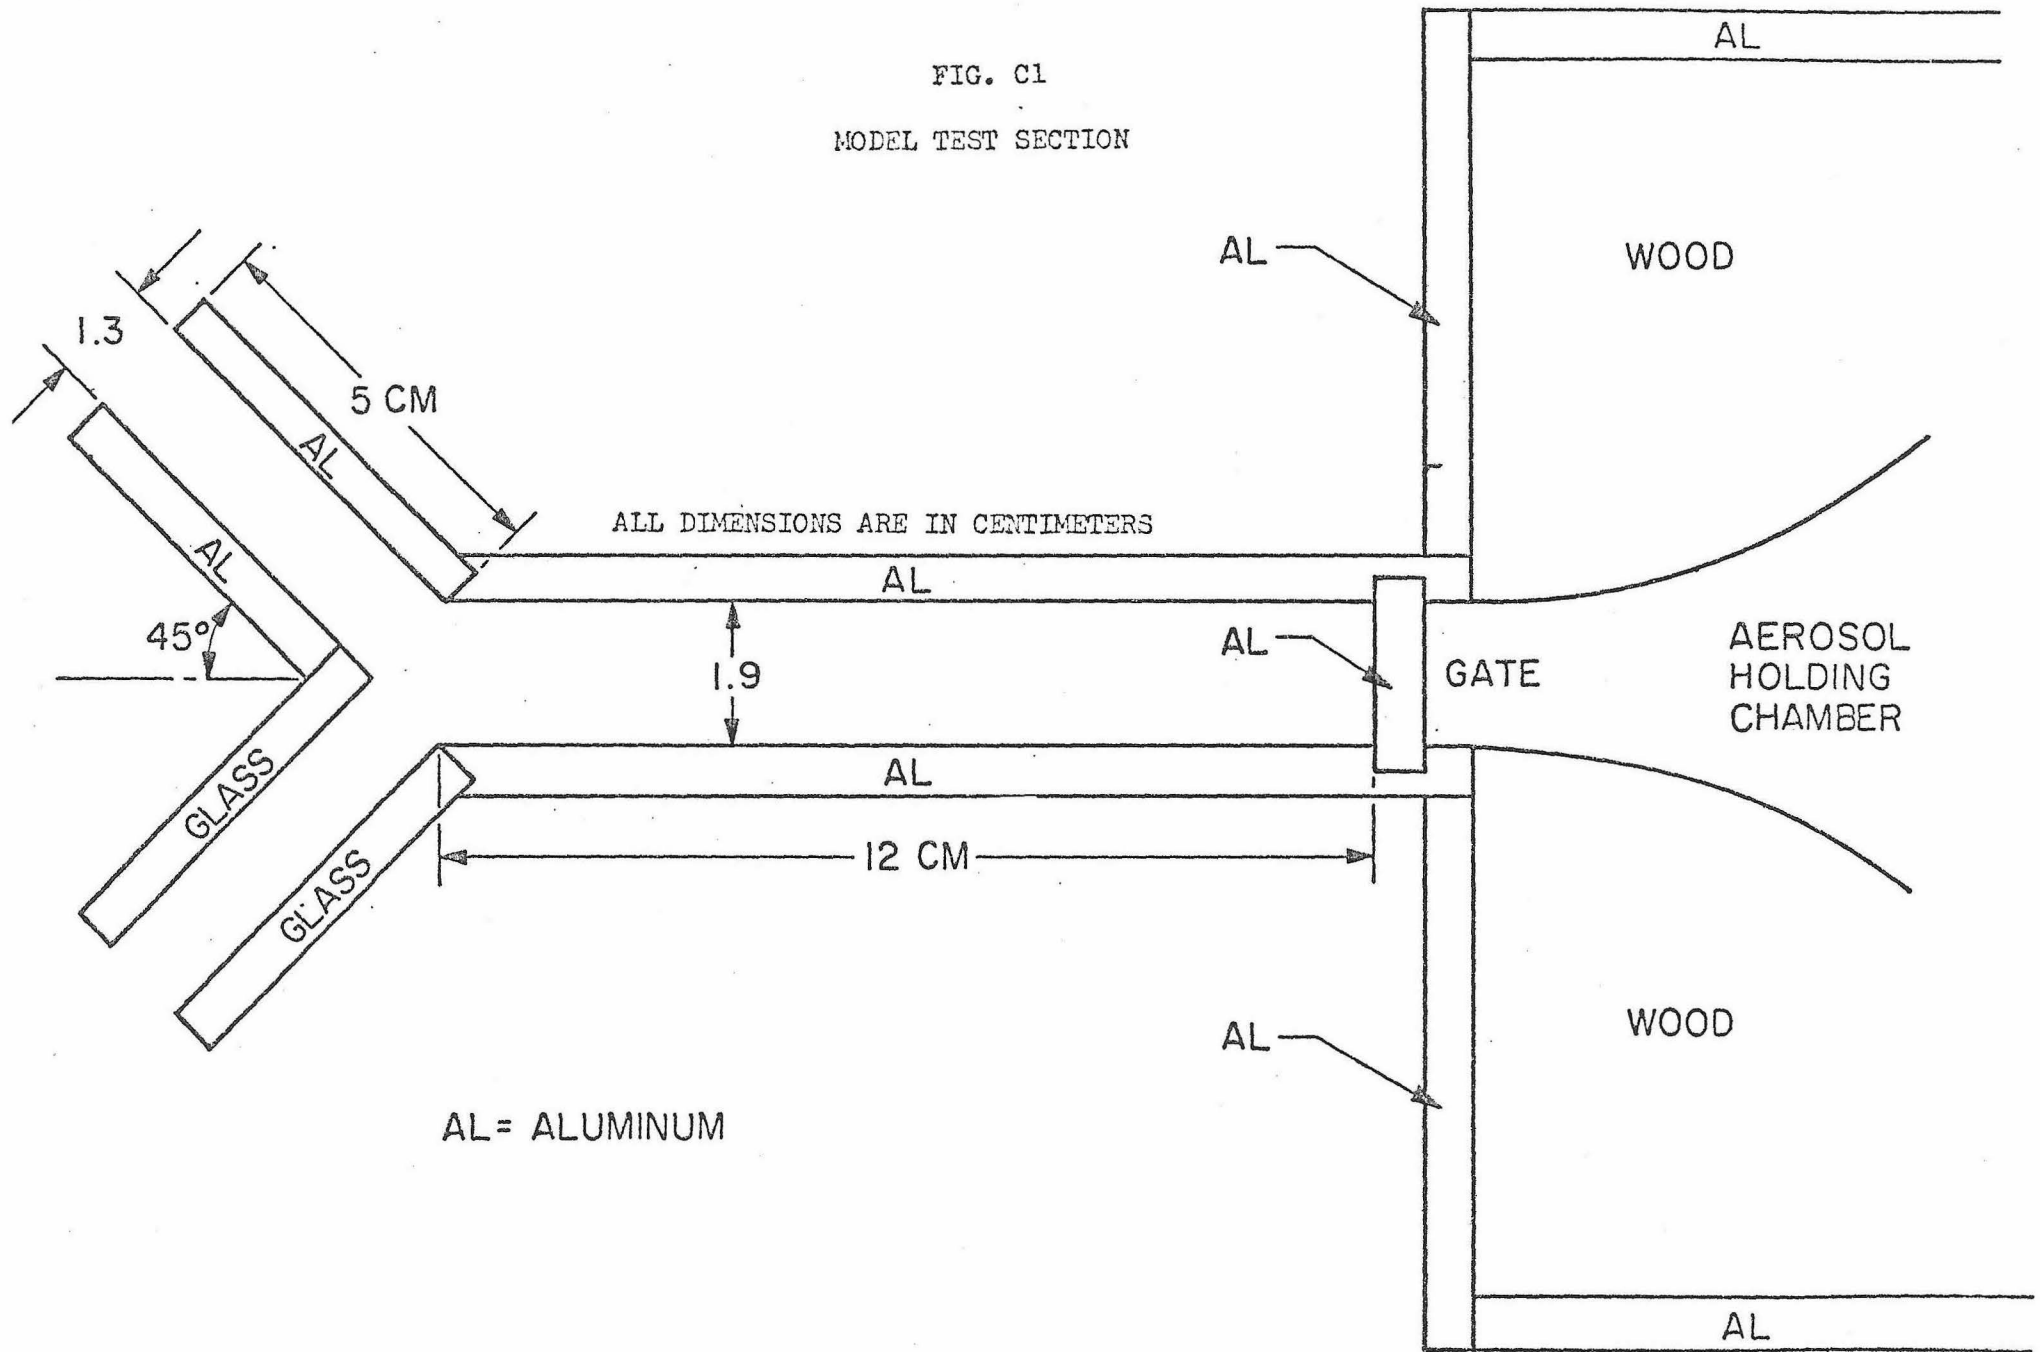 FIG. C1
MODEL TEST SECTION
AL
AL
WOOD
1.3
5 CM
AL
ALL DIMENSIONS ARE IN CENTIMETERS
AL
AL
45°
1.9
AL
GATE
AEROSOL
HOLDING
CHAMBER
AL
GLASS
GLASS
12 CM
AL
WOOD
AL= ALUMINUM
AL